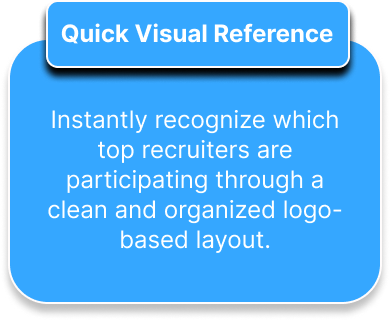 Quick Visual Reference
Instantly recognize which
top recruiters are
participating through a
clean and organized logo-
based layout.